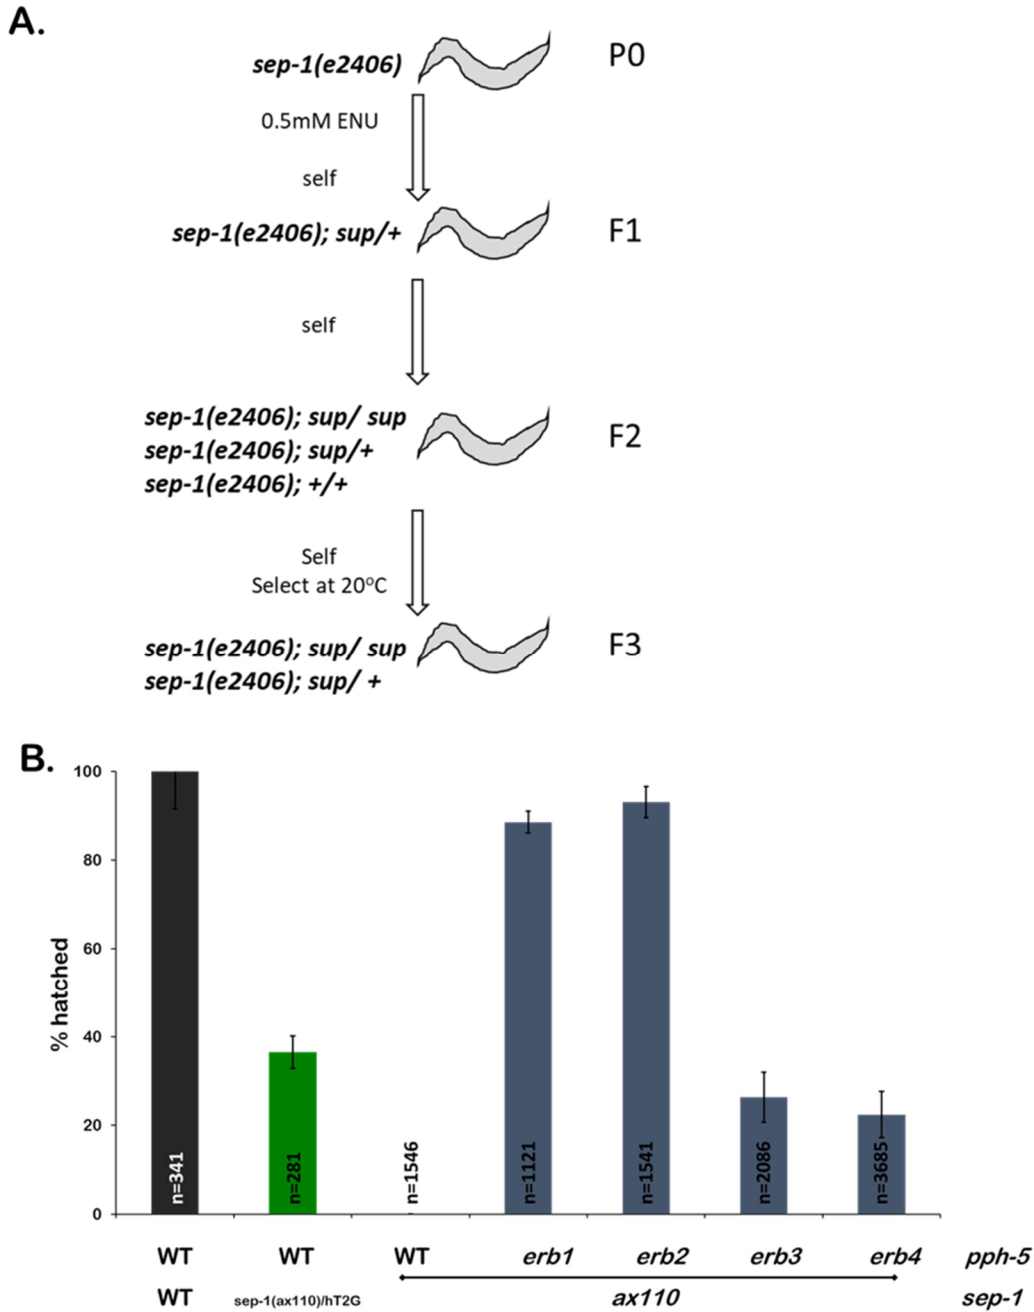 A.
sep-1(e2406)
P0
0.5mM ENU
self
sep-1(e2406); sup/+
F1
self
sep-1(e2406); sup/ sup
sep-1(e2406); sup/+
F2
sep-1(e2406); +/+
Self
Select at 20°C
sep-1(e2406); sup/ sup
F3
sep-1(e2406); sup/ +
B.
% hatched
100
80
60
40
20
0
n=341
n=281
n=1546
n=1121
n=1541
n=2086
n=3685
WT WT WT erb1 erb2 erb3 erb4 pph-5
WT sep-1(ax110)/hT2G ax110 sep-1